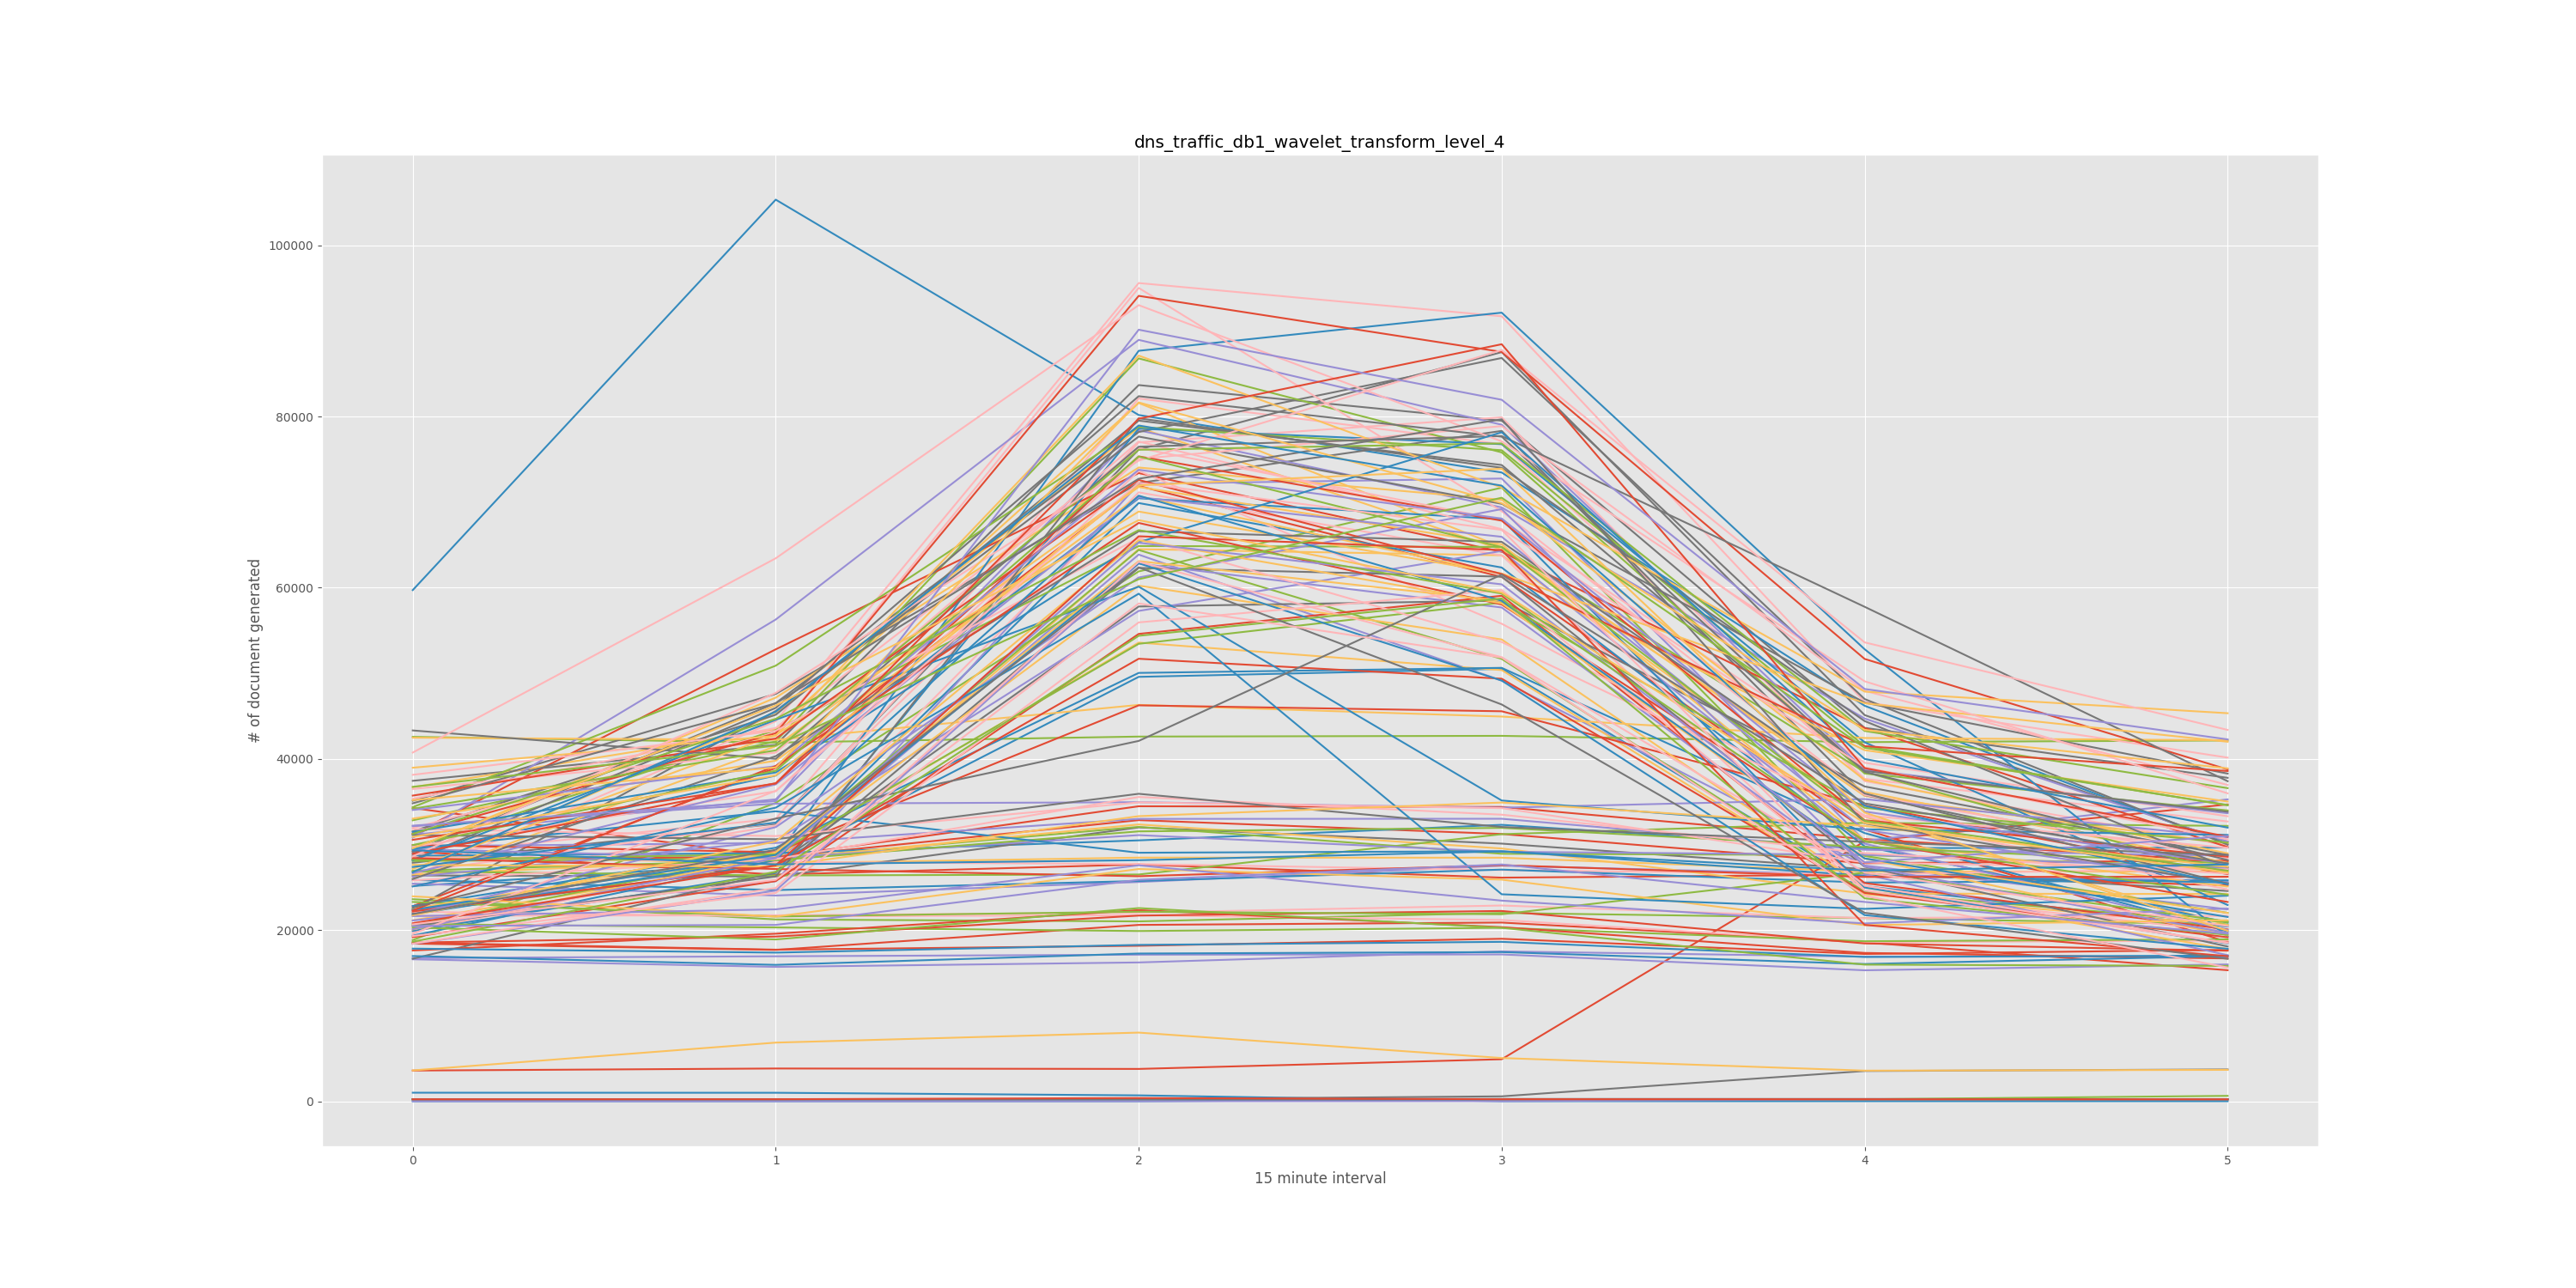 dns_traffic_db1_wavelet_transform_level_4
# of document generated
100000
80000
60000
40000
20000
0
0 1 2 3 4 5
15 minute interval